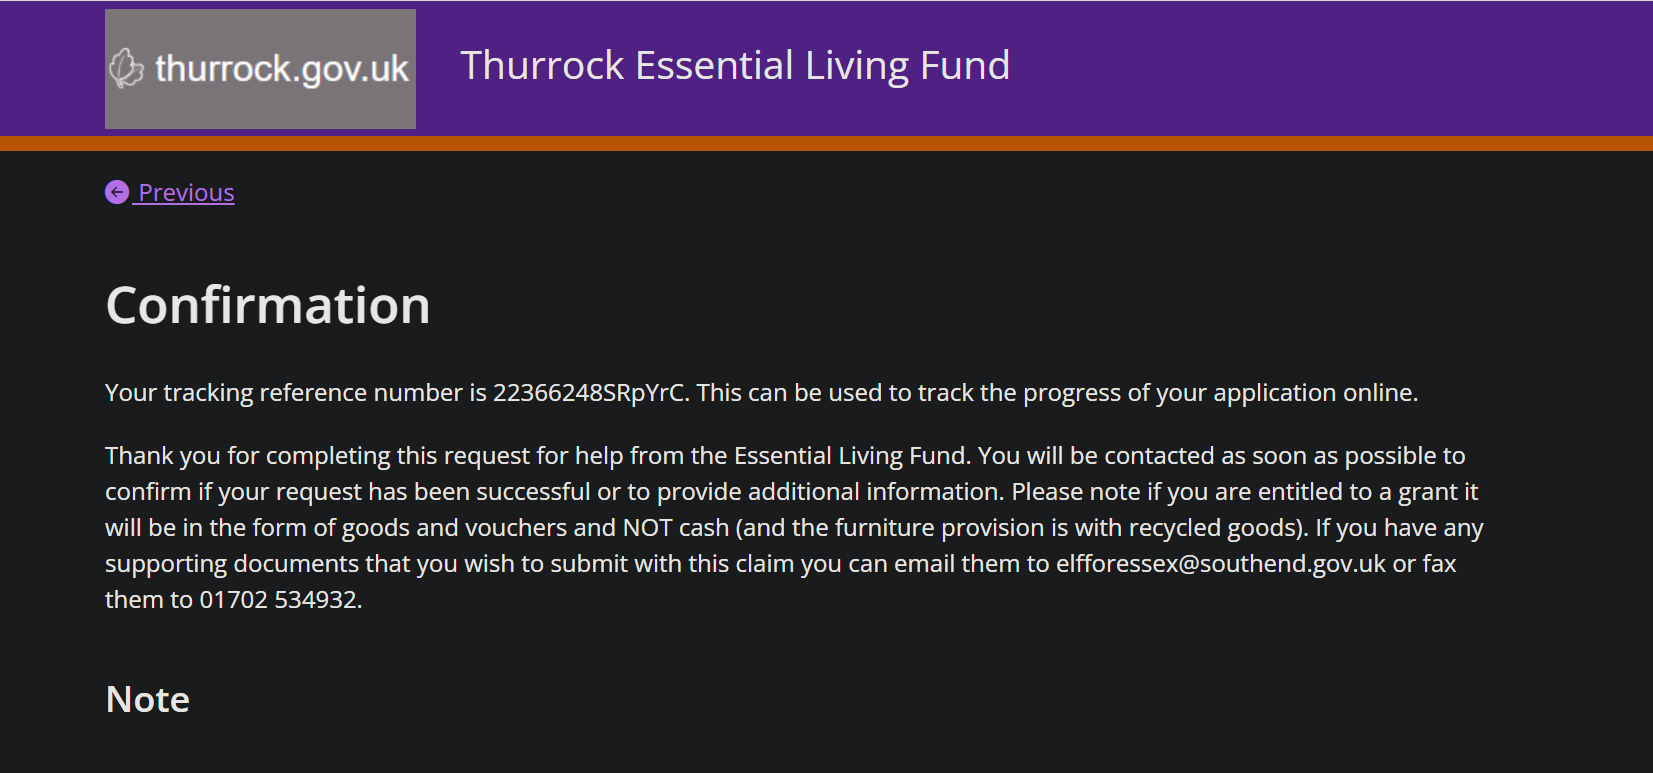 thurrock.gov.uk
Thurrock Essential Living Fund
Previous
Confirmation
Your tracking reference number is 22366248SRpYrC. This can be used to track the progress of your application online.
Thank you for completing this request for help from the Essential Living Fund. You will be contacted as soon as possible to
confirm if your request has been successful or to provide additional information. Please note if you are entitled to a grant it
will be in the form of goods and vouchers and NOT cash (and the furniture provision is with recycled goods). If you have any
supporting documents that you wish to submit with this claim you can email them to elfforessex@southend.gov.uk or fax
them to 01702 534932.
Note